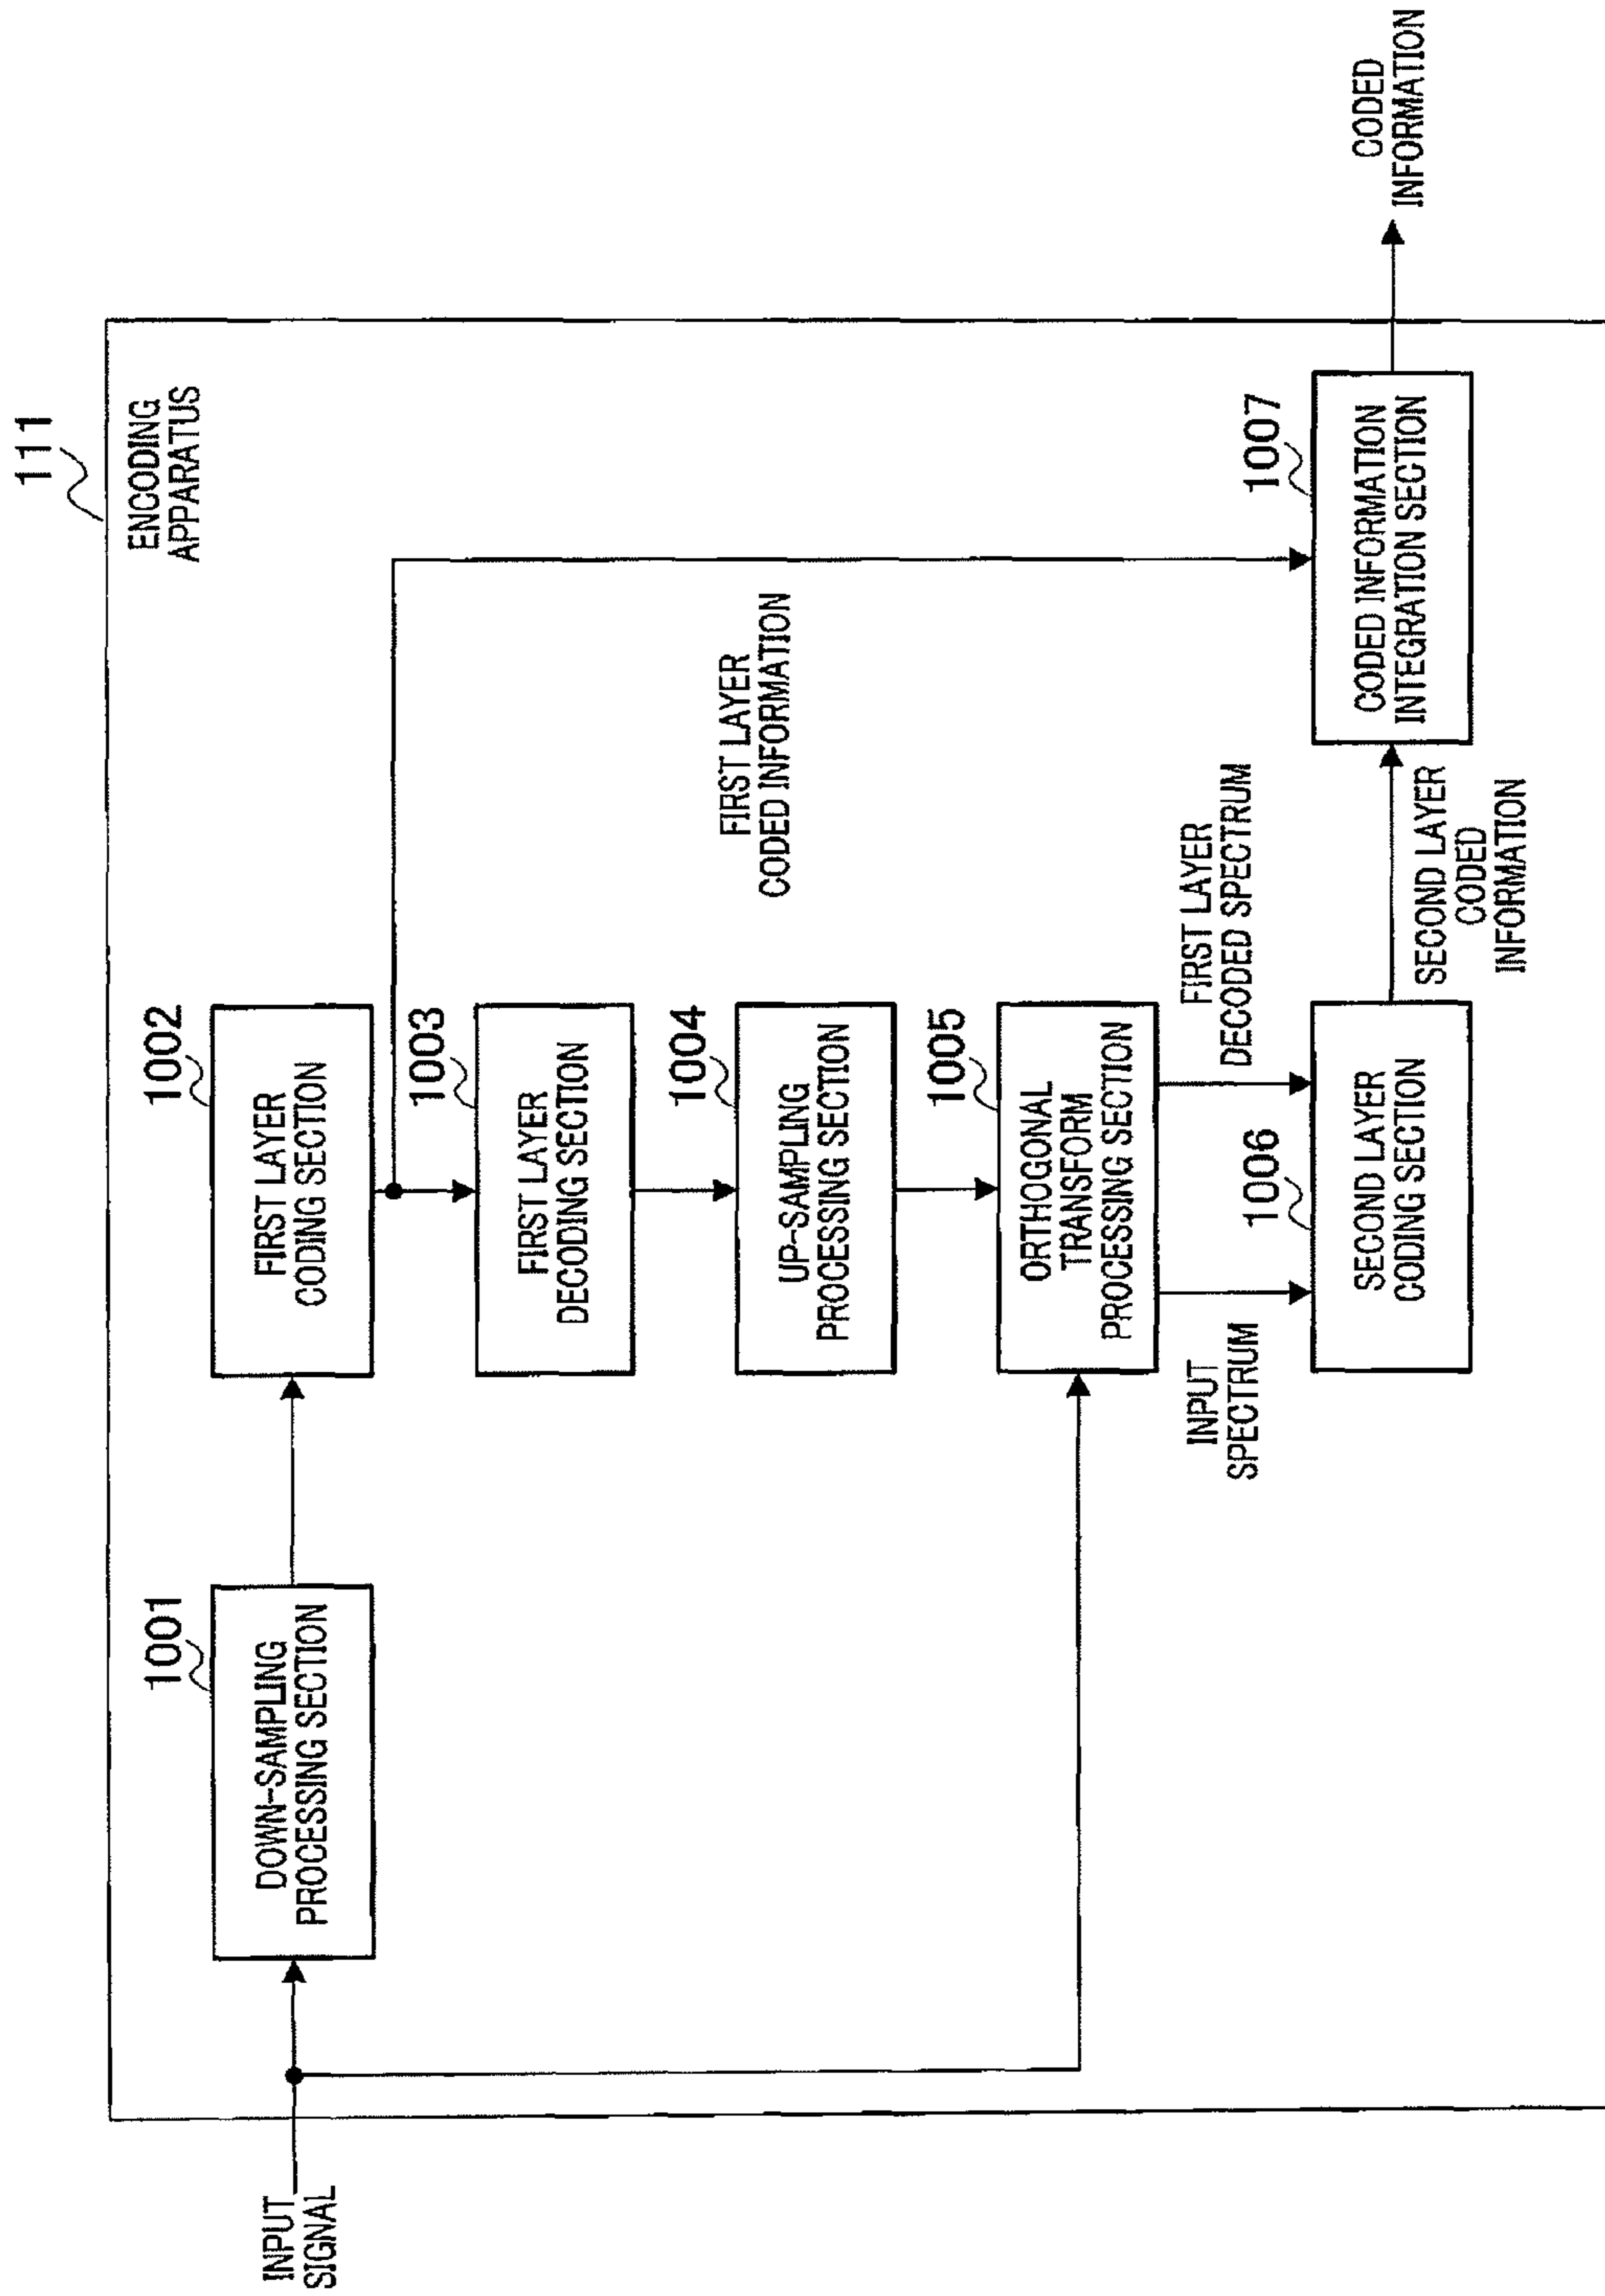 111
ENCODING
APPARATUS
INPUT
SIGNAL
1001
DOWN-SAMPLING
PROCESSING SECTION
1002
FIRST LAYER
CODING SECTION
1003
FIRST LAYER
DECODING SECTION
FIRST LAYER
CODED INFORMATION
1004
UP-SAMPLING
PROCESSING SECTION
1005
ORTHOGONAL
TRANSFORM
PROCESSING SECTION
INPUT
SPECTRUM
FIRST LAYER
DECODED SPECTRUM
1006
SECOND LAYER
CODING SECTION
SECOND LAYER
CODED
INFORMATION
1007
CODED INFORMATION
INTEGRATION SECTION
CODED
INFORMATION